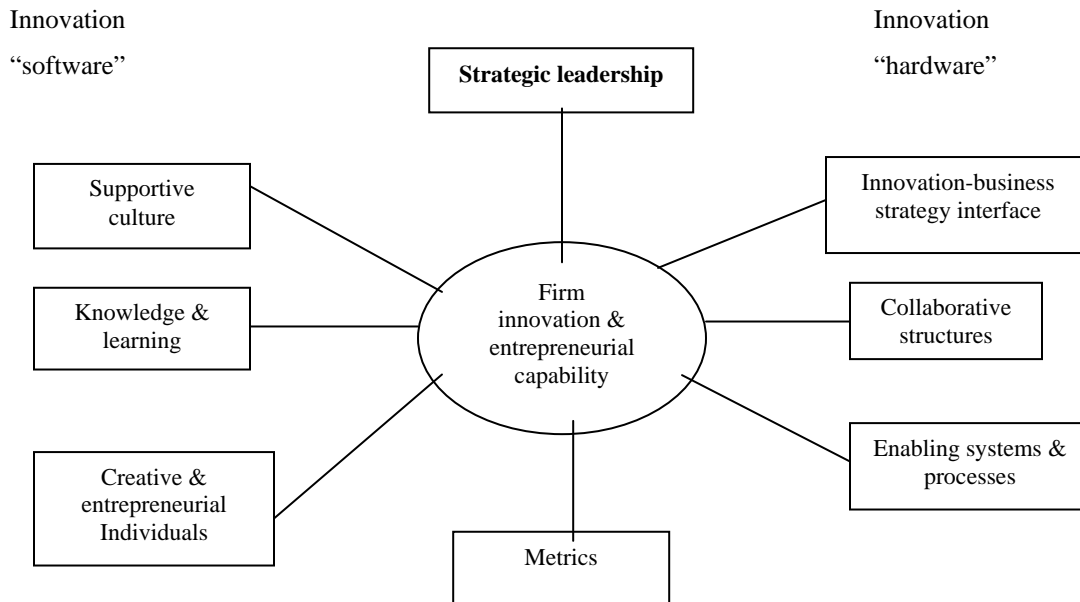 Innovation
“software”
Innovation
“hardware”
Strategic leadership
Supportive
culture
Innovation-business
strategy interface
Knowledge &
learning
Firm
innovation &
entrepreneurial
capability
Collaborative
structures
Creative &
entrepreneurial
Individuals
Enabling systems &
processes
Metrics